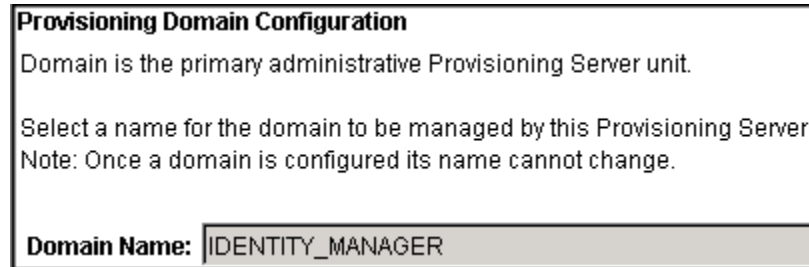 Provisioning Domain Configuration
Domain is the primary administrative Provisioning Server unit.
Select a name for the domain to be managed by this Provisioning Server
Note: Once a domain is configured its name cannot change.
Domain Name: IDENTITY_MANAGER